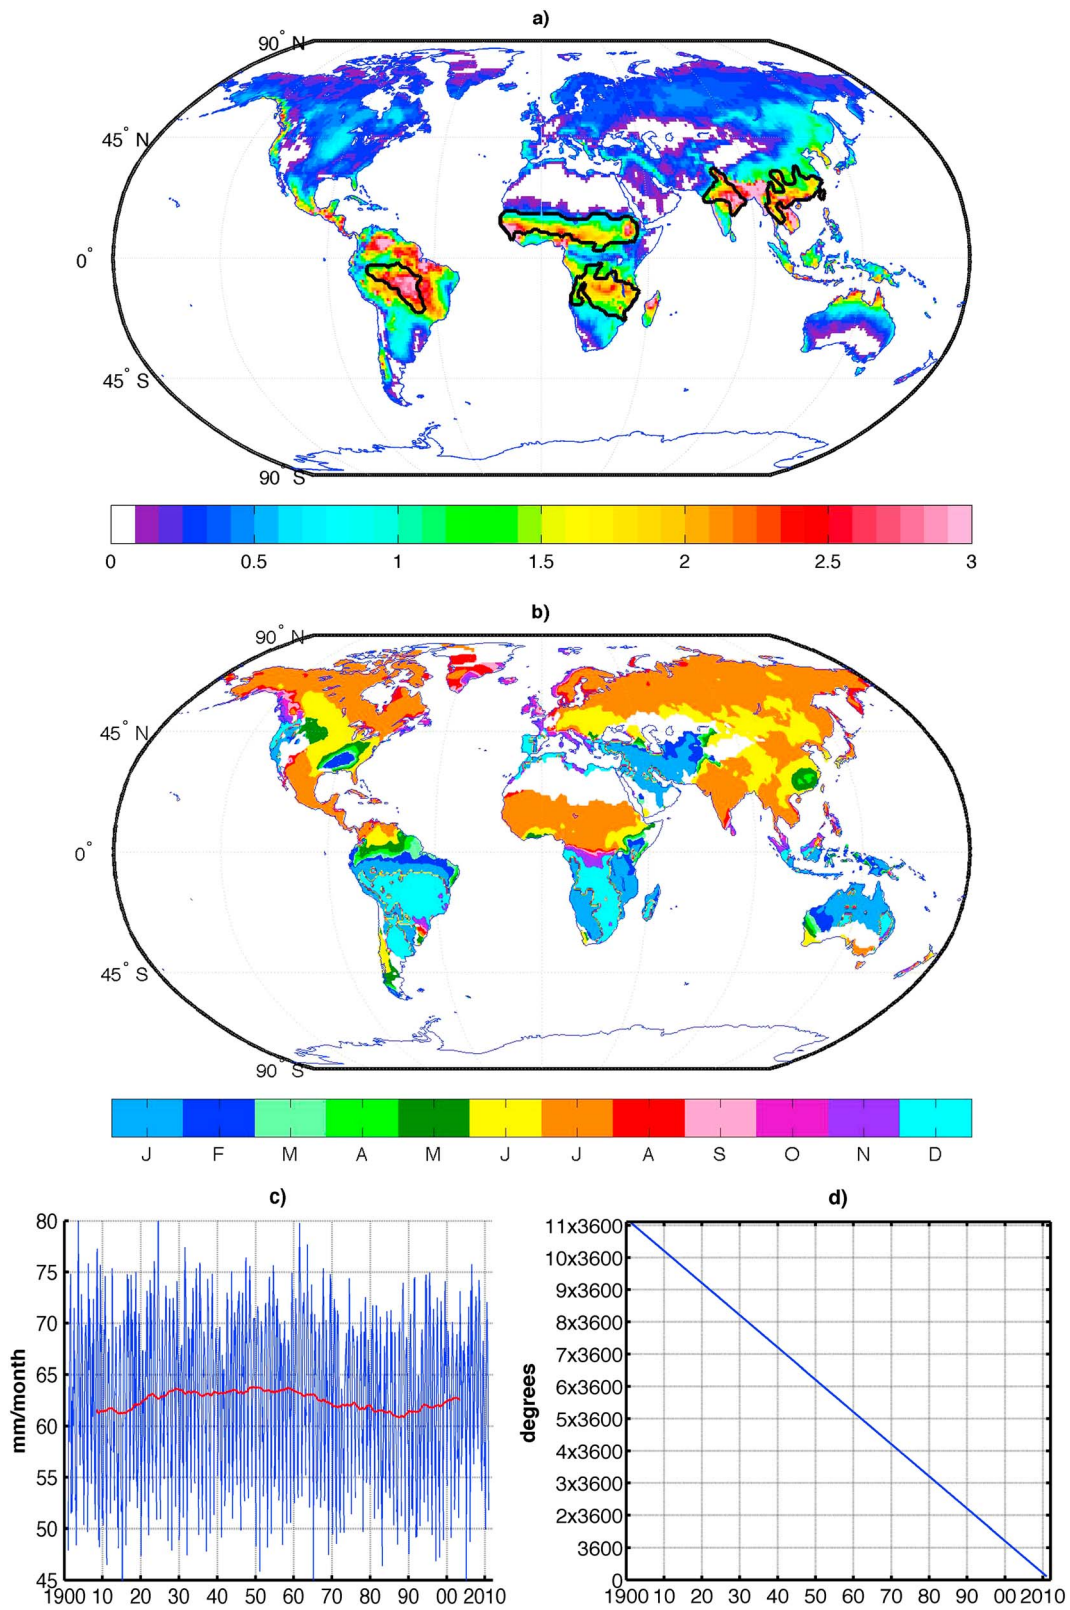 a)
90° N
45° N
0°
45° S
90° S
0 0.5 1 1.5 2 2.5 3
b)
90° N
45° N
0°
45° S
90° S
J F M A M J J A S O N D
c)
80
75
70
65
60
55
50
45
mm/month
1900 10 20 30 40 50 60 70 80 90 00 2010
d)
11x3600
10x3600
9x3600
8x3600
7x3600
6x3600
5x3600
4x3600
3x3600
2x3600
3600
0
degrees
1900 10 20 30 40 50 60 70 80 90 00 2010